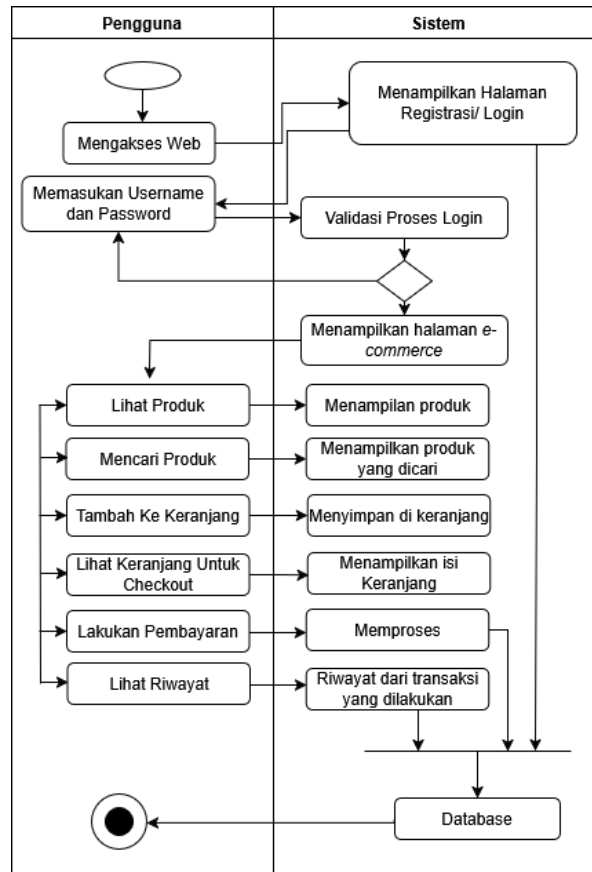 Pengguna
Sistem
Menampilkan Halaman
Registrasi/ Login
Mengakses Web
Memasukan Username
dan Password
Validasi Proses Login
Menampilkan halaman e-
commerce
Lihat Produk
Menampilan produk
Mencari Produk
Menampilkan produk
yang dicari
Tambah Ke Keranjang
Menyimpan di keranjang
Lihat Keranjang Untuk
Checkout
Menampilkan isi
Keranjang
Lakukan Pembayaran
Memproses
Lihat Riwayat
Riwayat dari transaksi
yang dilakukan
Database